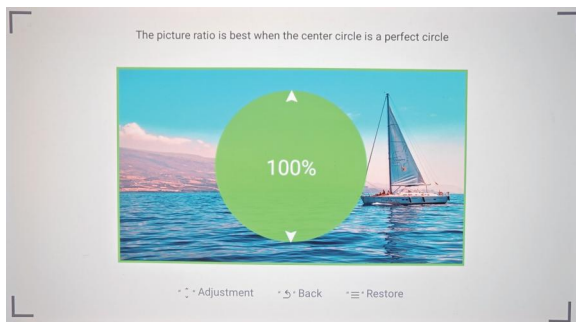 The picture ratio is best when the center circle is a perfect circle
100%
Adjustment Back Restore